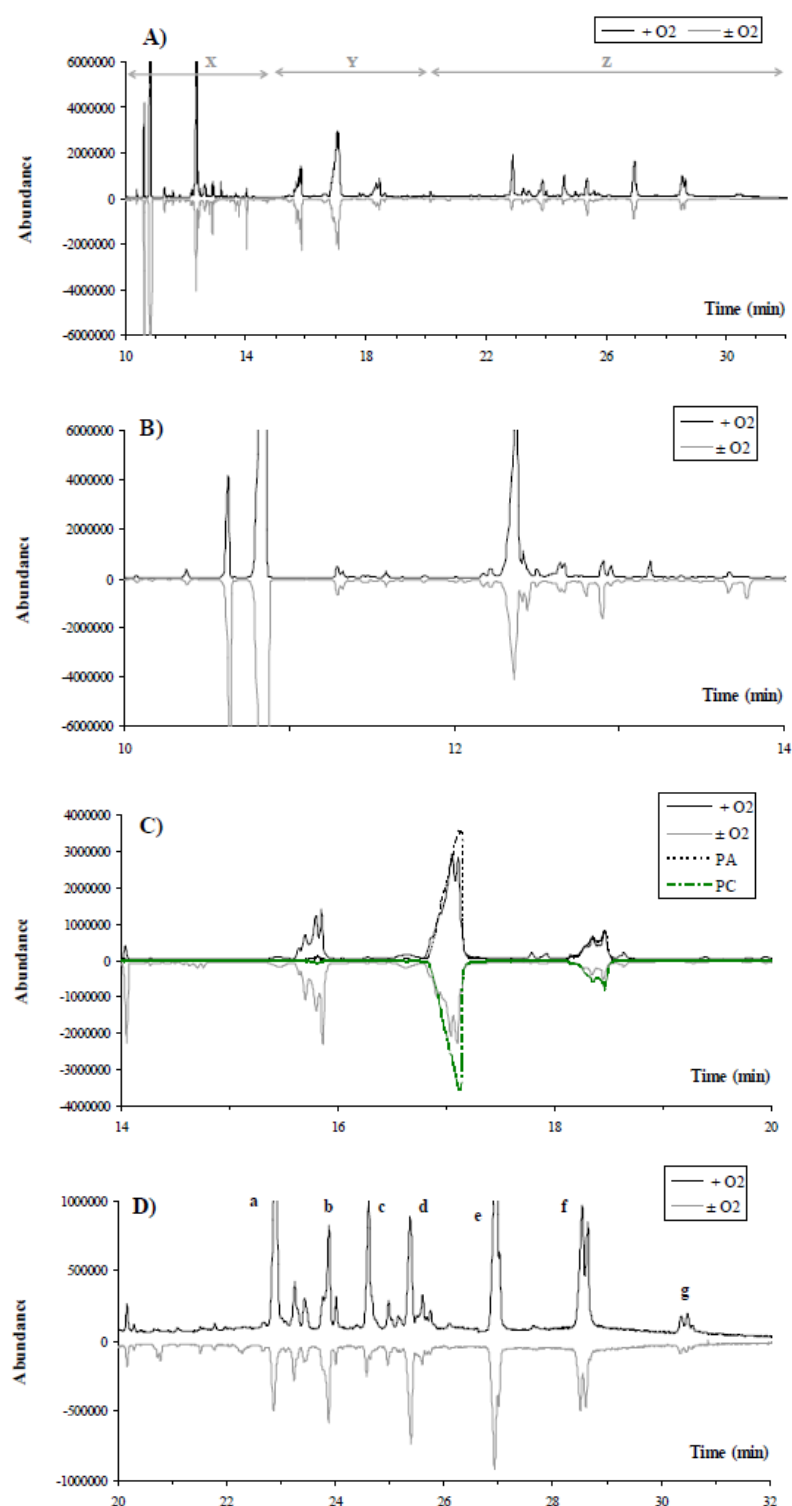 A)
+ O2 ± O2
X Y Z
6000000
4000000
2000000
0
-2000000
-4000000
-6000000
Abundance
Time (min)
10 14 18 22 26 30
B)
+ O2
± O2
6000000
4000000
2000000
0
-2000000
-4000000
-6000000
Abundance
Time (min)
10 12 14
C)
+ O2
± O2
PA
PC
4000000
3000000
2000000
1000000
0
-1000000
-2000000
-3000000
-4000000
Abundance
Time (min)
14 16 18 20
D)
+ O2
± O2
a b c d e f g
1000000
500000
0
-500000
-1000000
Abundance
Time (min)
20 22 24 26 28 30 32